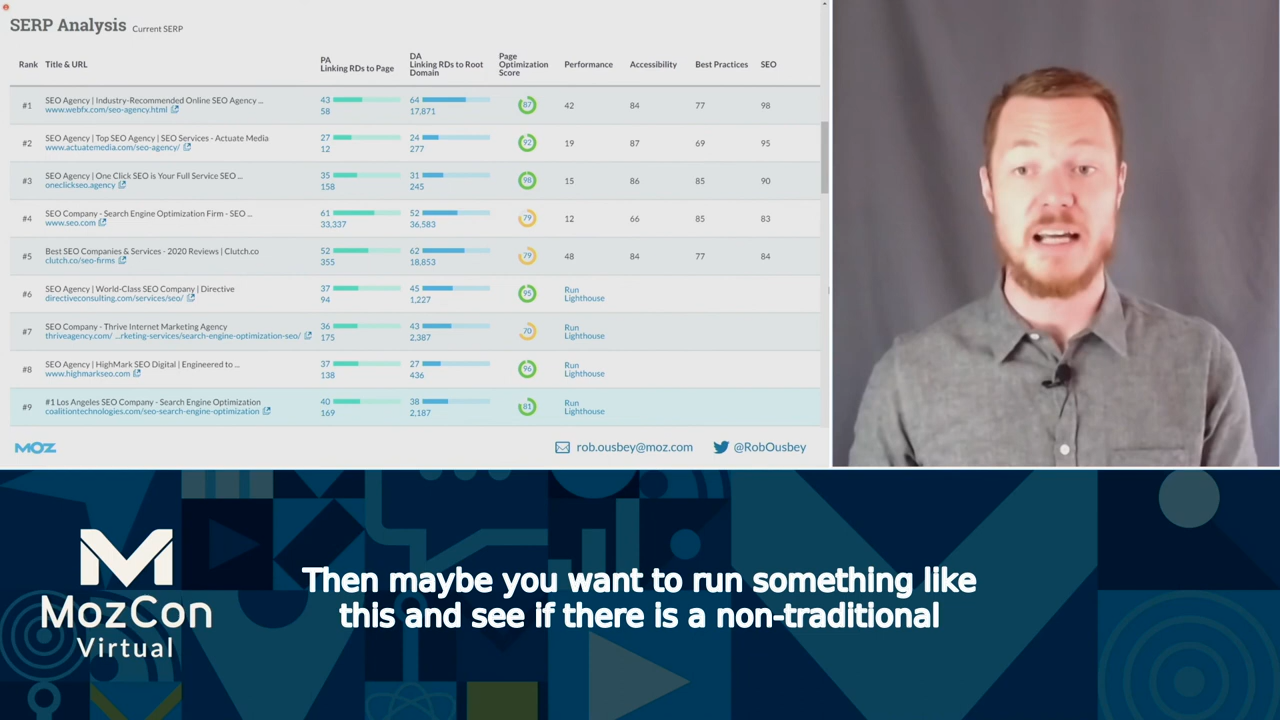 SERP Analysis Current SERP
Rank Title & URL PA Linking RDs to Page DA Linking RDs to Root Domain Page Optimization Score Performance Accessibility Best Practices SEO
#1 SEO Agency | Industry-Recommended Online SEO Agency ... 43 64 87 42 84 77 98
www.webfx.com/seo-agency.html 58 17,871
#2 SEO Agency | Top SEO Agency | SEO Services - Actuate Media 27 24 92 19 87 69 95
www.actuatemedia.com/seo-agency/ 12 277
#3 SEO Agency | One Click SEO is Your Full Service SEO ... 35 31 98 15 86 85 90
oneclickseo.agency 158 245
#4 SEO Company - Search Engine Optimization Firm - SEO ... 61 52 79 12 66 85 83
www.seo.com 33,337 36,583
#5 Best SEO Companies & Services - 2020 Reviews | Clutch.co 52 62 79 48 84 77 84
clutch.co/seo-firms 355 18,853
#6 SEO Agency | World-Class SEO Company | Directive 37 45 95 Run Lighthouse
directiveconsulting.com/services/seo/ 94 1,227
#7 SEO Company - Thrive Internet Marketing Agency 36 43 70 Run Lighthouse
thriveagency.com/ ...rketing-services/search-engine-optimization-seo/ 175 2,387
#8 SEO Agency | HighMark SEO Digital | Engineered to ... 37 27 96 Run Lighthouse
www.highmarkseo.com 138 436
#9 #1 Los Angeles SEO Company - Search Engine Optimization 40 38 81 Run Lighthouse
coalitiontechnologies.com/seo-search-engine-optimization 169 2,187
MOZ rob.ousbey@moz.com @RobOusbey
MozCon
Virtual
Then maybe you want to run something like
this and see if there is a non-traditional